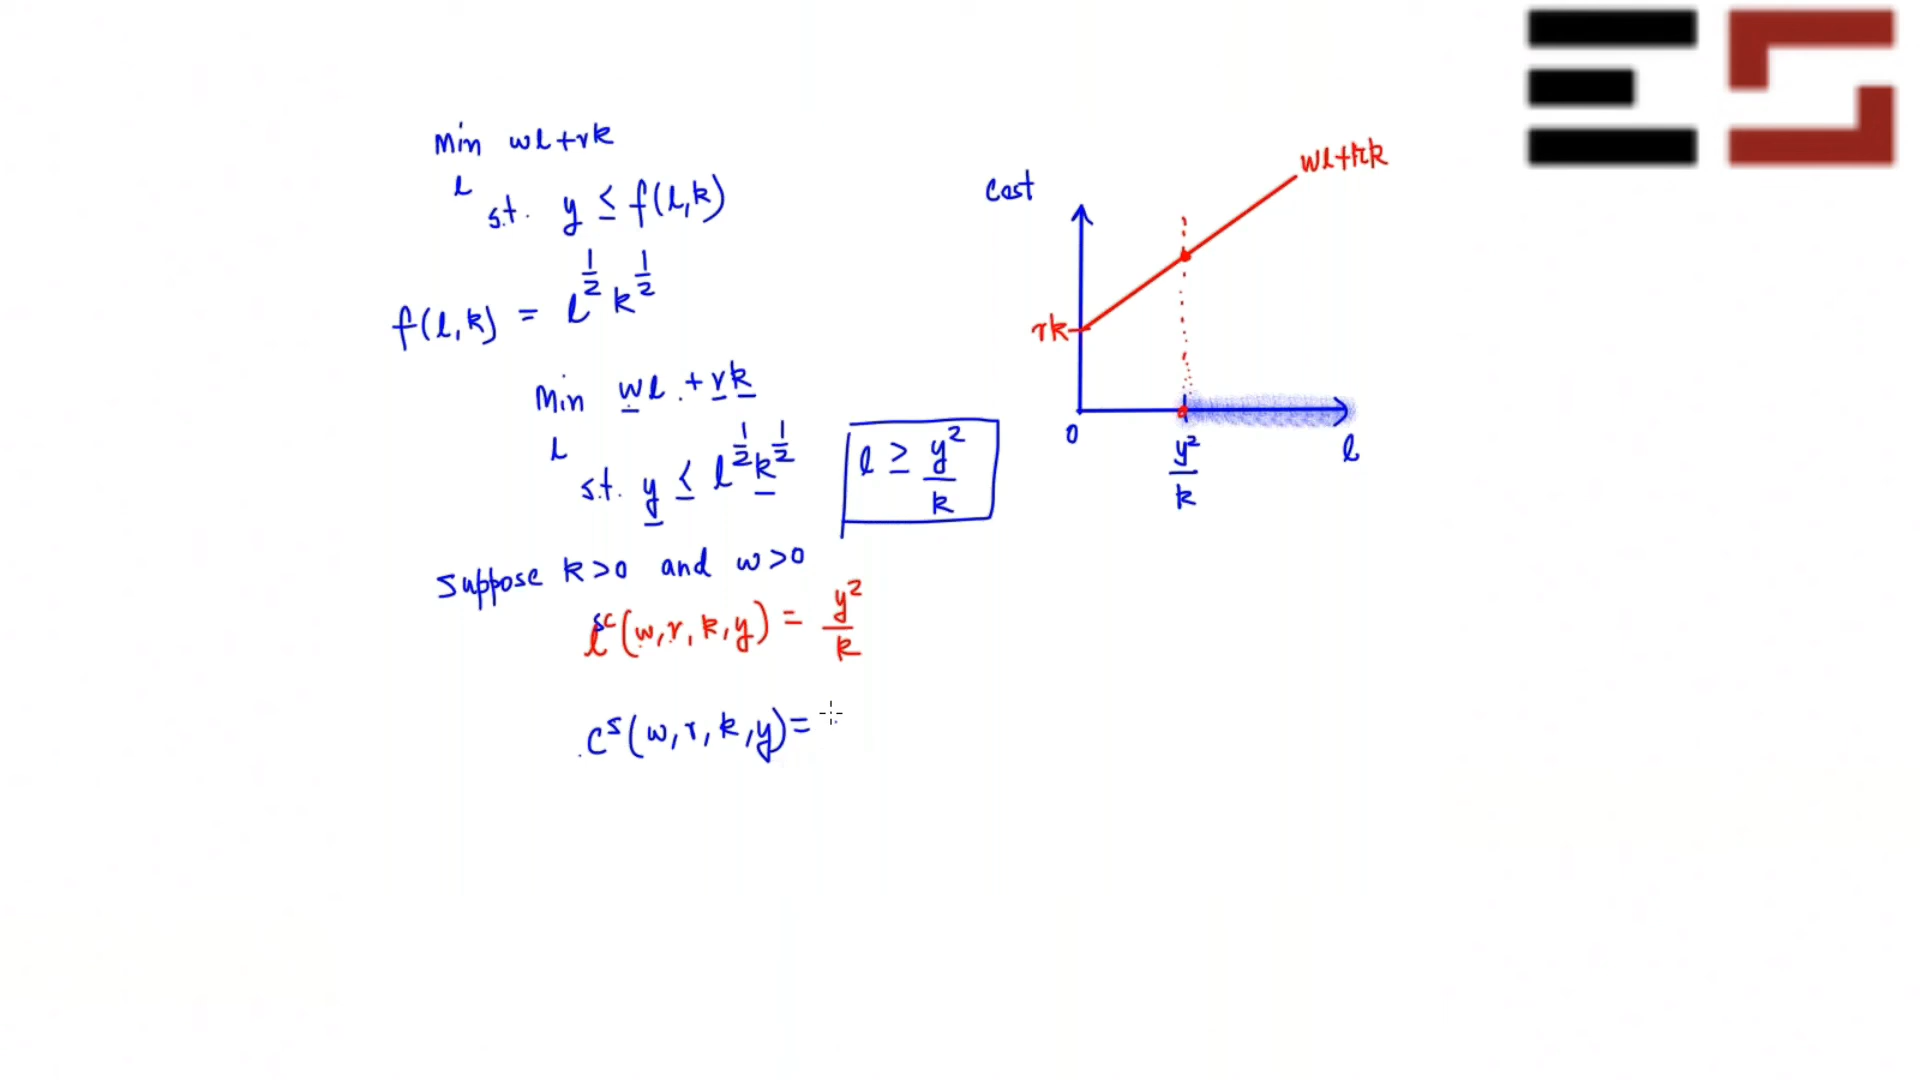 Min wl+rk
l
s.t. y ≤ f(l,k)
f(l,k) = l^{1/2} k^{1/2}
Min wl + rk
l
s.t. y ≤ l^{1/2} k^{1/2}
l ≥ y²/k
Suppose k>0 and w>0
l^{sc}(w,r,k,y) = y²/k
c^s(w,r,k,y)=
Cost
wl+rk
rk
0
y²/k
l
ES